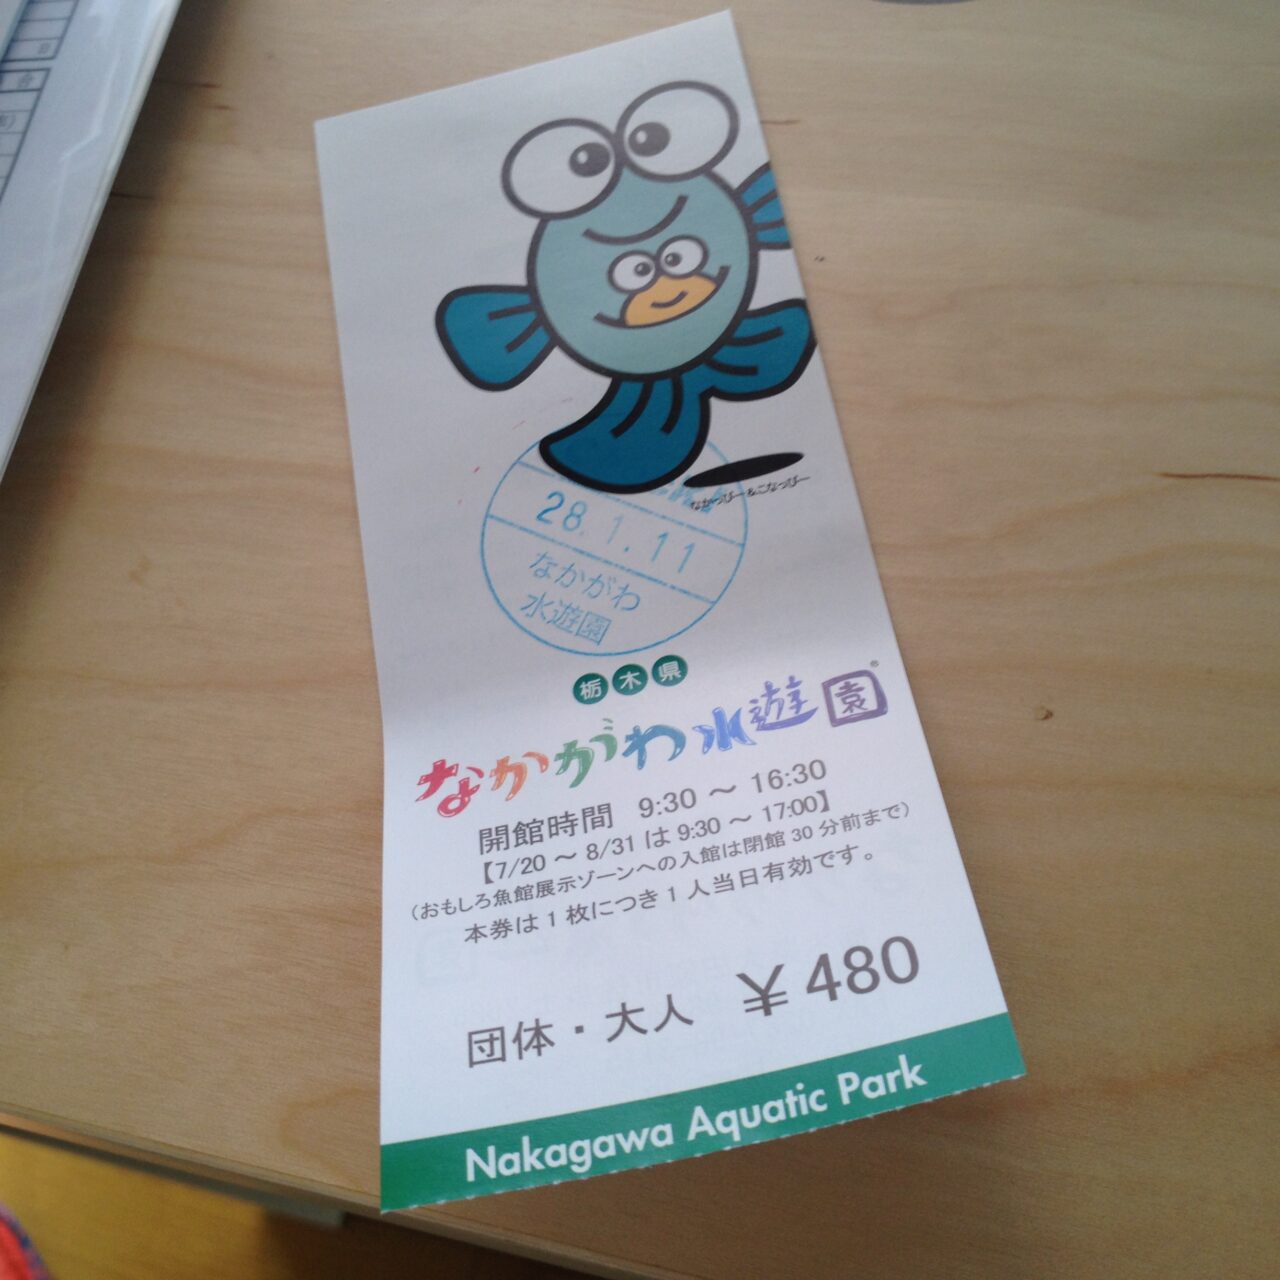 なかっぴー&こなっぴー
28.1.11
なかがわ
水遊園
栃木県
なかがわ水遊園®
開館時間 9:30 ～ 16:30
【7/20 ～ 8/31 は 9:30 ～ 17:00】
（おもしろ魚館展示ゾーンへの入館は閉館 30 分前まで）
本券は 1 枚につき 1 人当日有効です。
団体・大人 ¥480
Nakagawa Aquatic Park